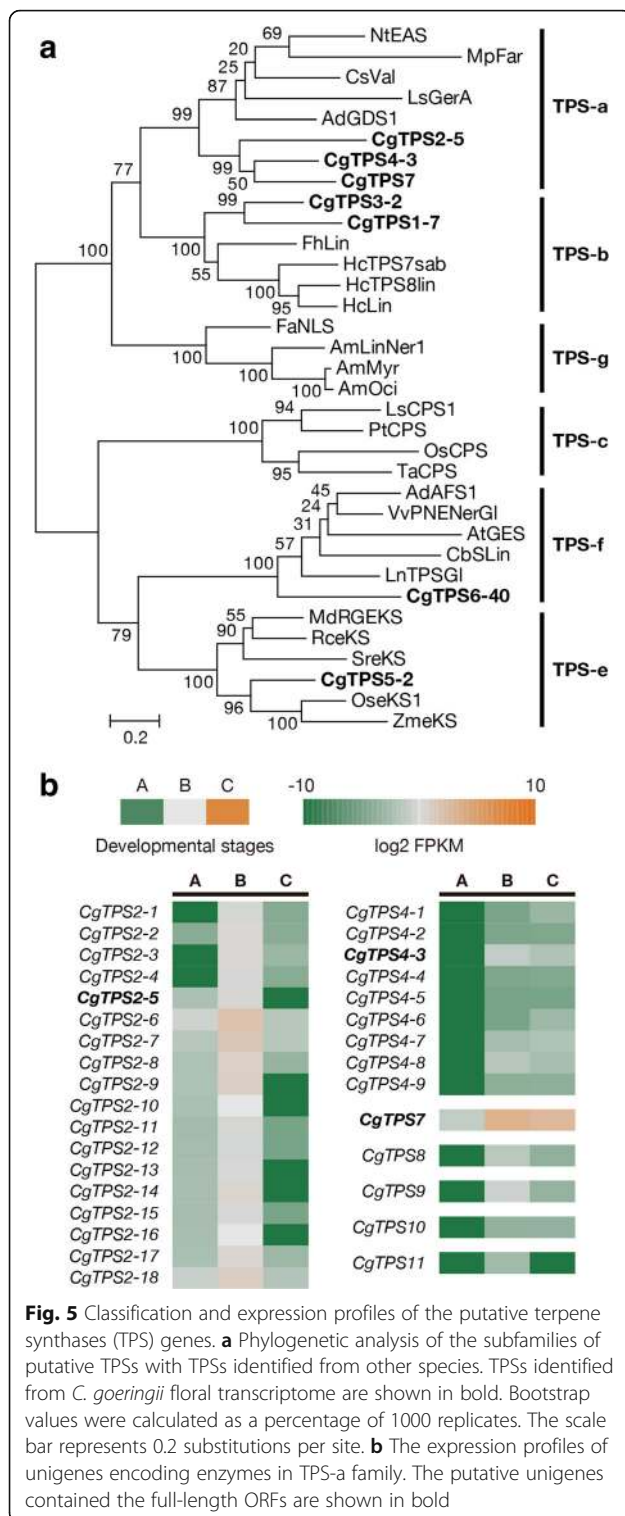 a
69
NtEAS
20
MpFar
25
CsVal
87
LsGerA
TPS-a
99
AdGDS1
CgTPS2-5
77
CgTPS4-3
99
50
CgTPS7
99
CgTPS3-2
CgTPS1-7
100
100
FhLin
TPS-b
55
HcTPS7sab
100
HcTPS8lin
95
HcLin
FaNLS
100
AmLinNer1
TPS-g
100
AmMyr
100
AmOci
94
LsCPS1
100
PtCPS
TPS-c
OsCPS
95
TaCPS
45
AdAFS1
24
VvPNENerGl
31
AtGES
57
CbSLin
TPS-f
100
LnTPSGl
CgTPS6-40
79
55
MdRGEKS
90
RceKS
SreKS
100
CgTPS5-2
TPS-e
96
OseKS1
100
ZmeKS
0.2
b
A B C
-10 10
Developmental stages
log2 FPKM
A B C
CgTPS2-1
CgTPS2-2
CgTPS2-3
CgTPS2-4
CgTPS2-5
CgTPS2-6
CgTPS2-7
CgTPS2-8
CgTPS2-9
CgTPS2-10
CgTPS2-11
CgTPS2-12
CgTPS2-13
CgTPS2-14
CgTPS2-15
CgTPS2-16
CgTPS2-17
CgTPS2-18
A B C
CgTPS4-1
CgTPS4-2
CgTPS4-3
CgTPS4-4
CgTPS4-5
CgTPS4-6
CgTPS4-7
CgTPS4-8
CgTPS4-9
CgTPS7
CgTPS8
CgTPS9
CgTPS10
CgTPS11
Fig. 5 Classification and expression profiles of the putative terpene
synthases (TPS) genes. a Phylogenetic analysis of the subfamilies of
putative TPSs with TPSs identified from other species. TPSs identified
from C. goeringii floral transcriptome are shown in bold. Bootstrap
values were calculated as a percentage of 1000 replicates. The scale
bar represents 0.2 substitutions per site. b The expression profiles of
unigenes encoding enzymes in TPS-a family. The putative unigenes
contained the full-length ORFs are shown in bold